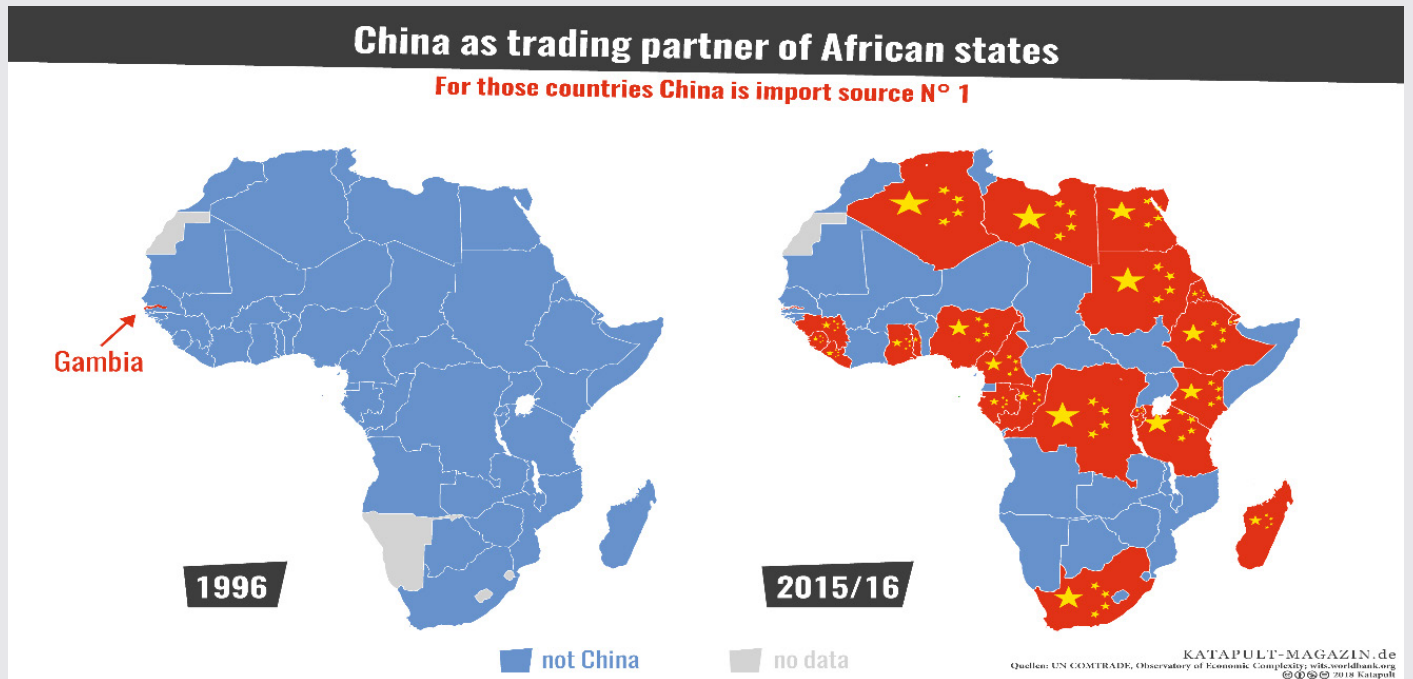 China as trading partner of African states
For those countries China is import source N° 1
Gambia
1996
2015/16
not China
no data
KATAPULT-MAGAZIN.de
Quellen: UN COMTRADE, Observatory of Economic Complexity; wits.worldbank.org
2018 Katapult